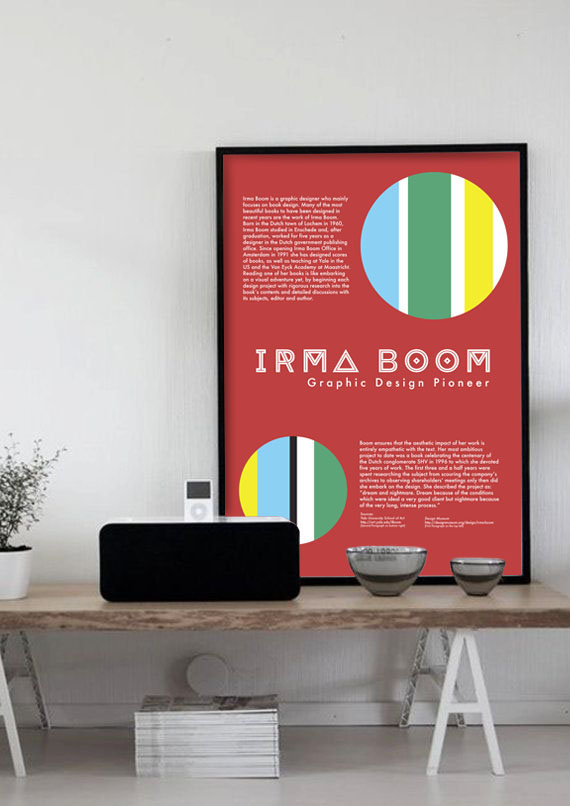 Irma Boom is a graphic designer who mainly
focuses on book design. Many of the most
beautiful books to have been designed in
recent years are the work of Irma Boom.
Born in the Dutch town of Lochem in 1960,
Irma Boom studied in Enschede and, after
graduation, worked for five years as a
designer in the Dutch government publishing
office. Since opening Irma Boom Office in
Amsterdam in 1991 she has designed scores
of books, as well as teaching at Yale in the
US and the Van Eyck Academy at Maastricht.
Reading one of her books is like embarking
on a visual adventure yet, by beginning each
design project with rigorous research into the
book's contents and detailed discussions with
its subjects, editor and author.
IRMA BOOM
Graphic Design Pioneer
Boom ensures that the aesthetic impact of her work is
entirely empathetic with the text. Her most ambitious
project to date was a book celebrating the centenary of
the Dutch conglomerate SHV in 1996 to which she devoted
five years of work. The first three and a half years were
spent researching the subject from scouring the company's
archives to observing shareholders' meetings only then did
she embark on the design. She described the project as:
"dream and nightmare. Dream because of the conditions
which were ideal a very good client but nightmare because
of the very long, intense process."
Sources:
Yale University School of Art
Design Museum